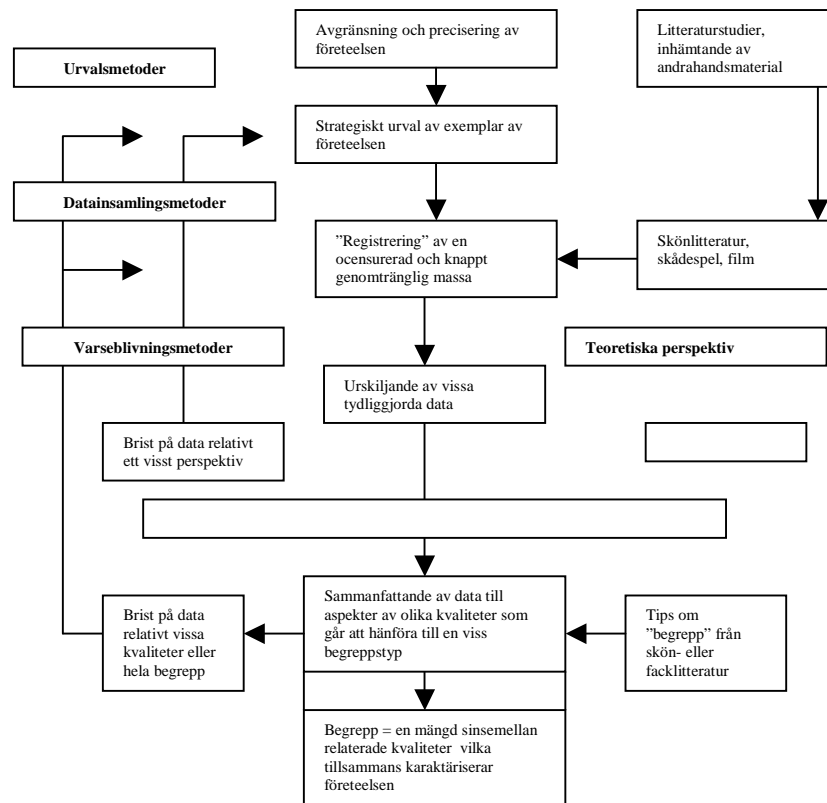 Avgränsning och precisering av
företeelsen
Litteraturstudier,
inhämtande av
andrahandsmaterial
Urvalsmetoder
Strategiskt urval av exemplar av
företeelsen
Datainsamlingsmetoder
”Registrering” av en
ocensurerad och knappt
genomtränglig massa
Skönlitteratur,
skådespel, film
Varseblivningsmetoder
Teoretiska perspektiv
Urskiljande av vissa
tydliggjorda data
Brist på data relativt
ett visst perspektiv
Sammanfattande av data till
aspekter av olika kvaliteter som
går att hänföra till en viss
begreppstyp
Brist på data
relativt vissa
kvaliteter eller
hela begrepp
Tips om
”begrepp” från
skön- eller
facklitteratur
Begrepp = en mängd sinsemellan
relaterade kvaliteter vilka
tillsammans karaktäriserar
företeelsen